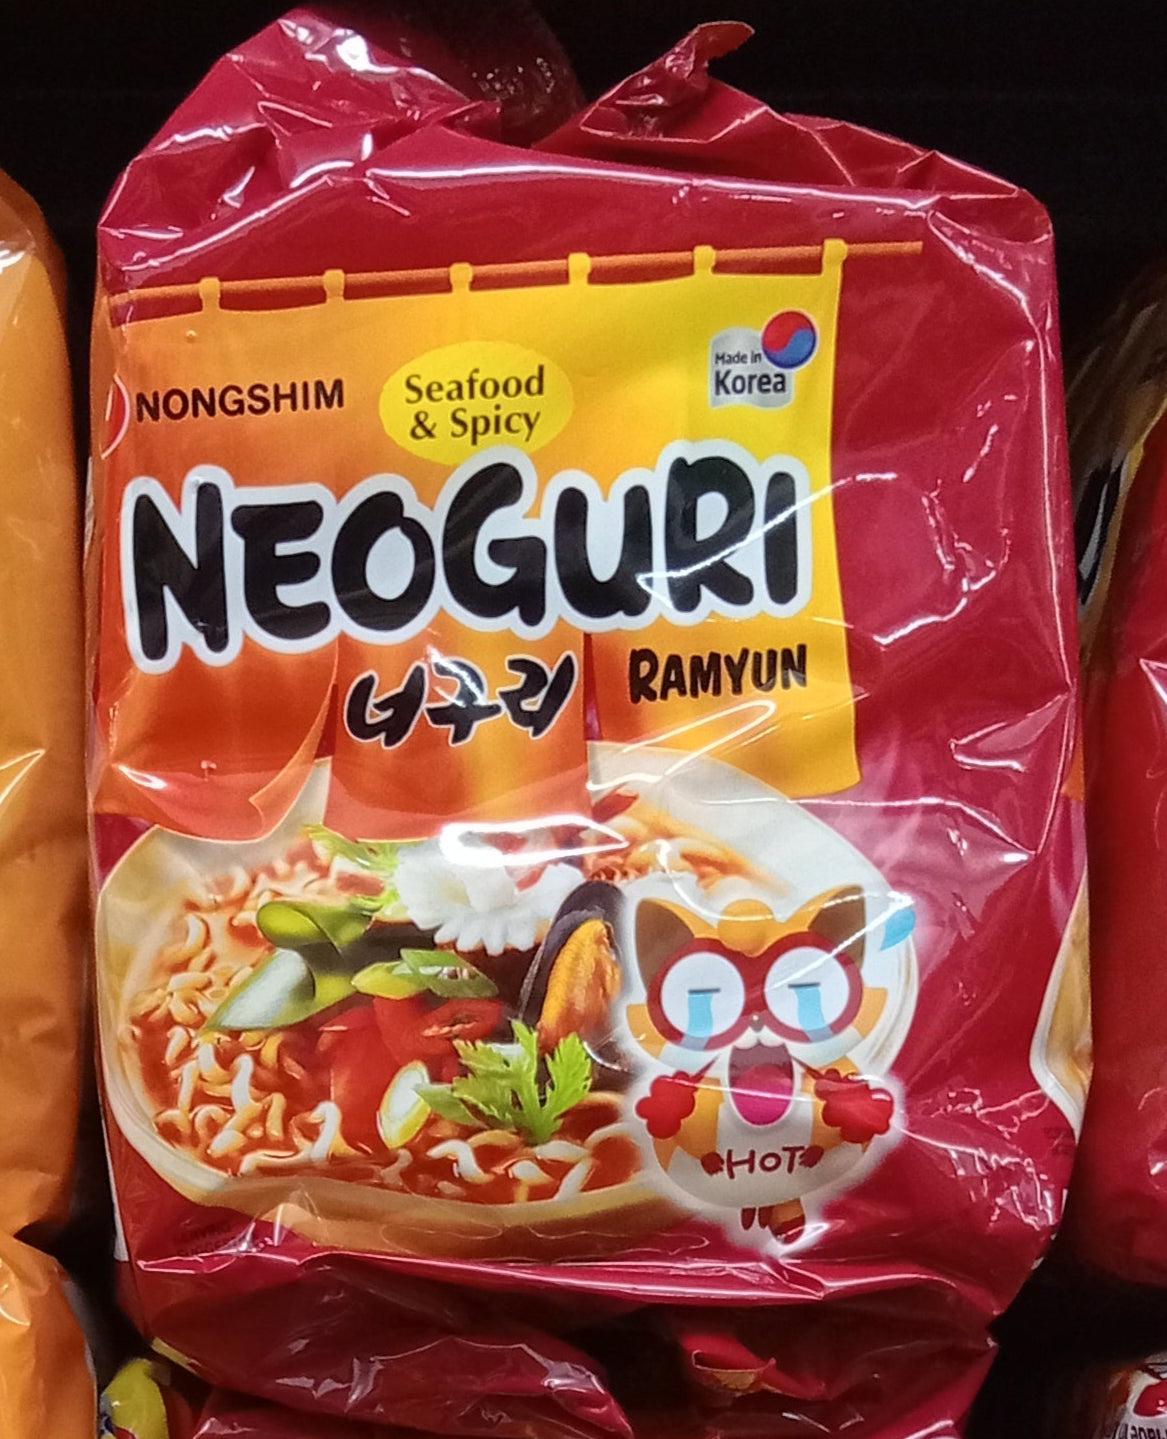 NONGSHIM
Seafood
& Spicy
Made in
Korea
NEOGURI
너구리
RAMYUN
HOT